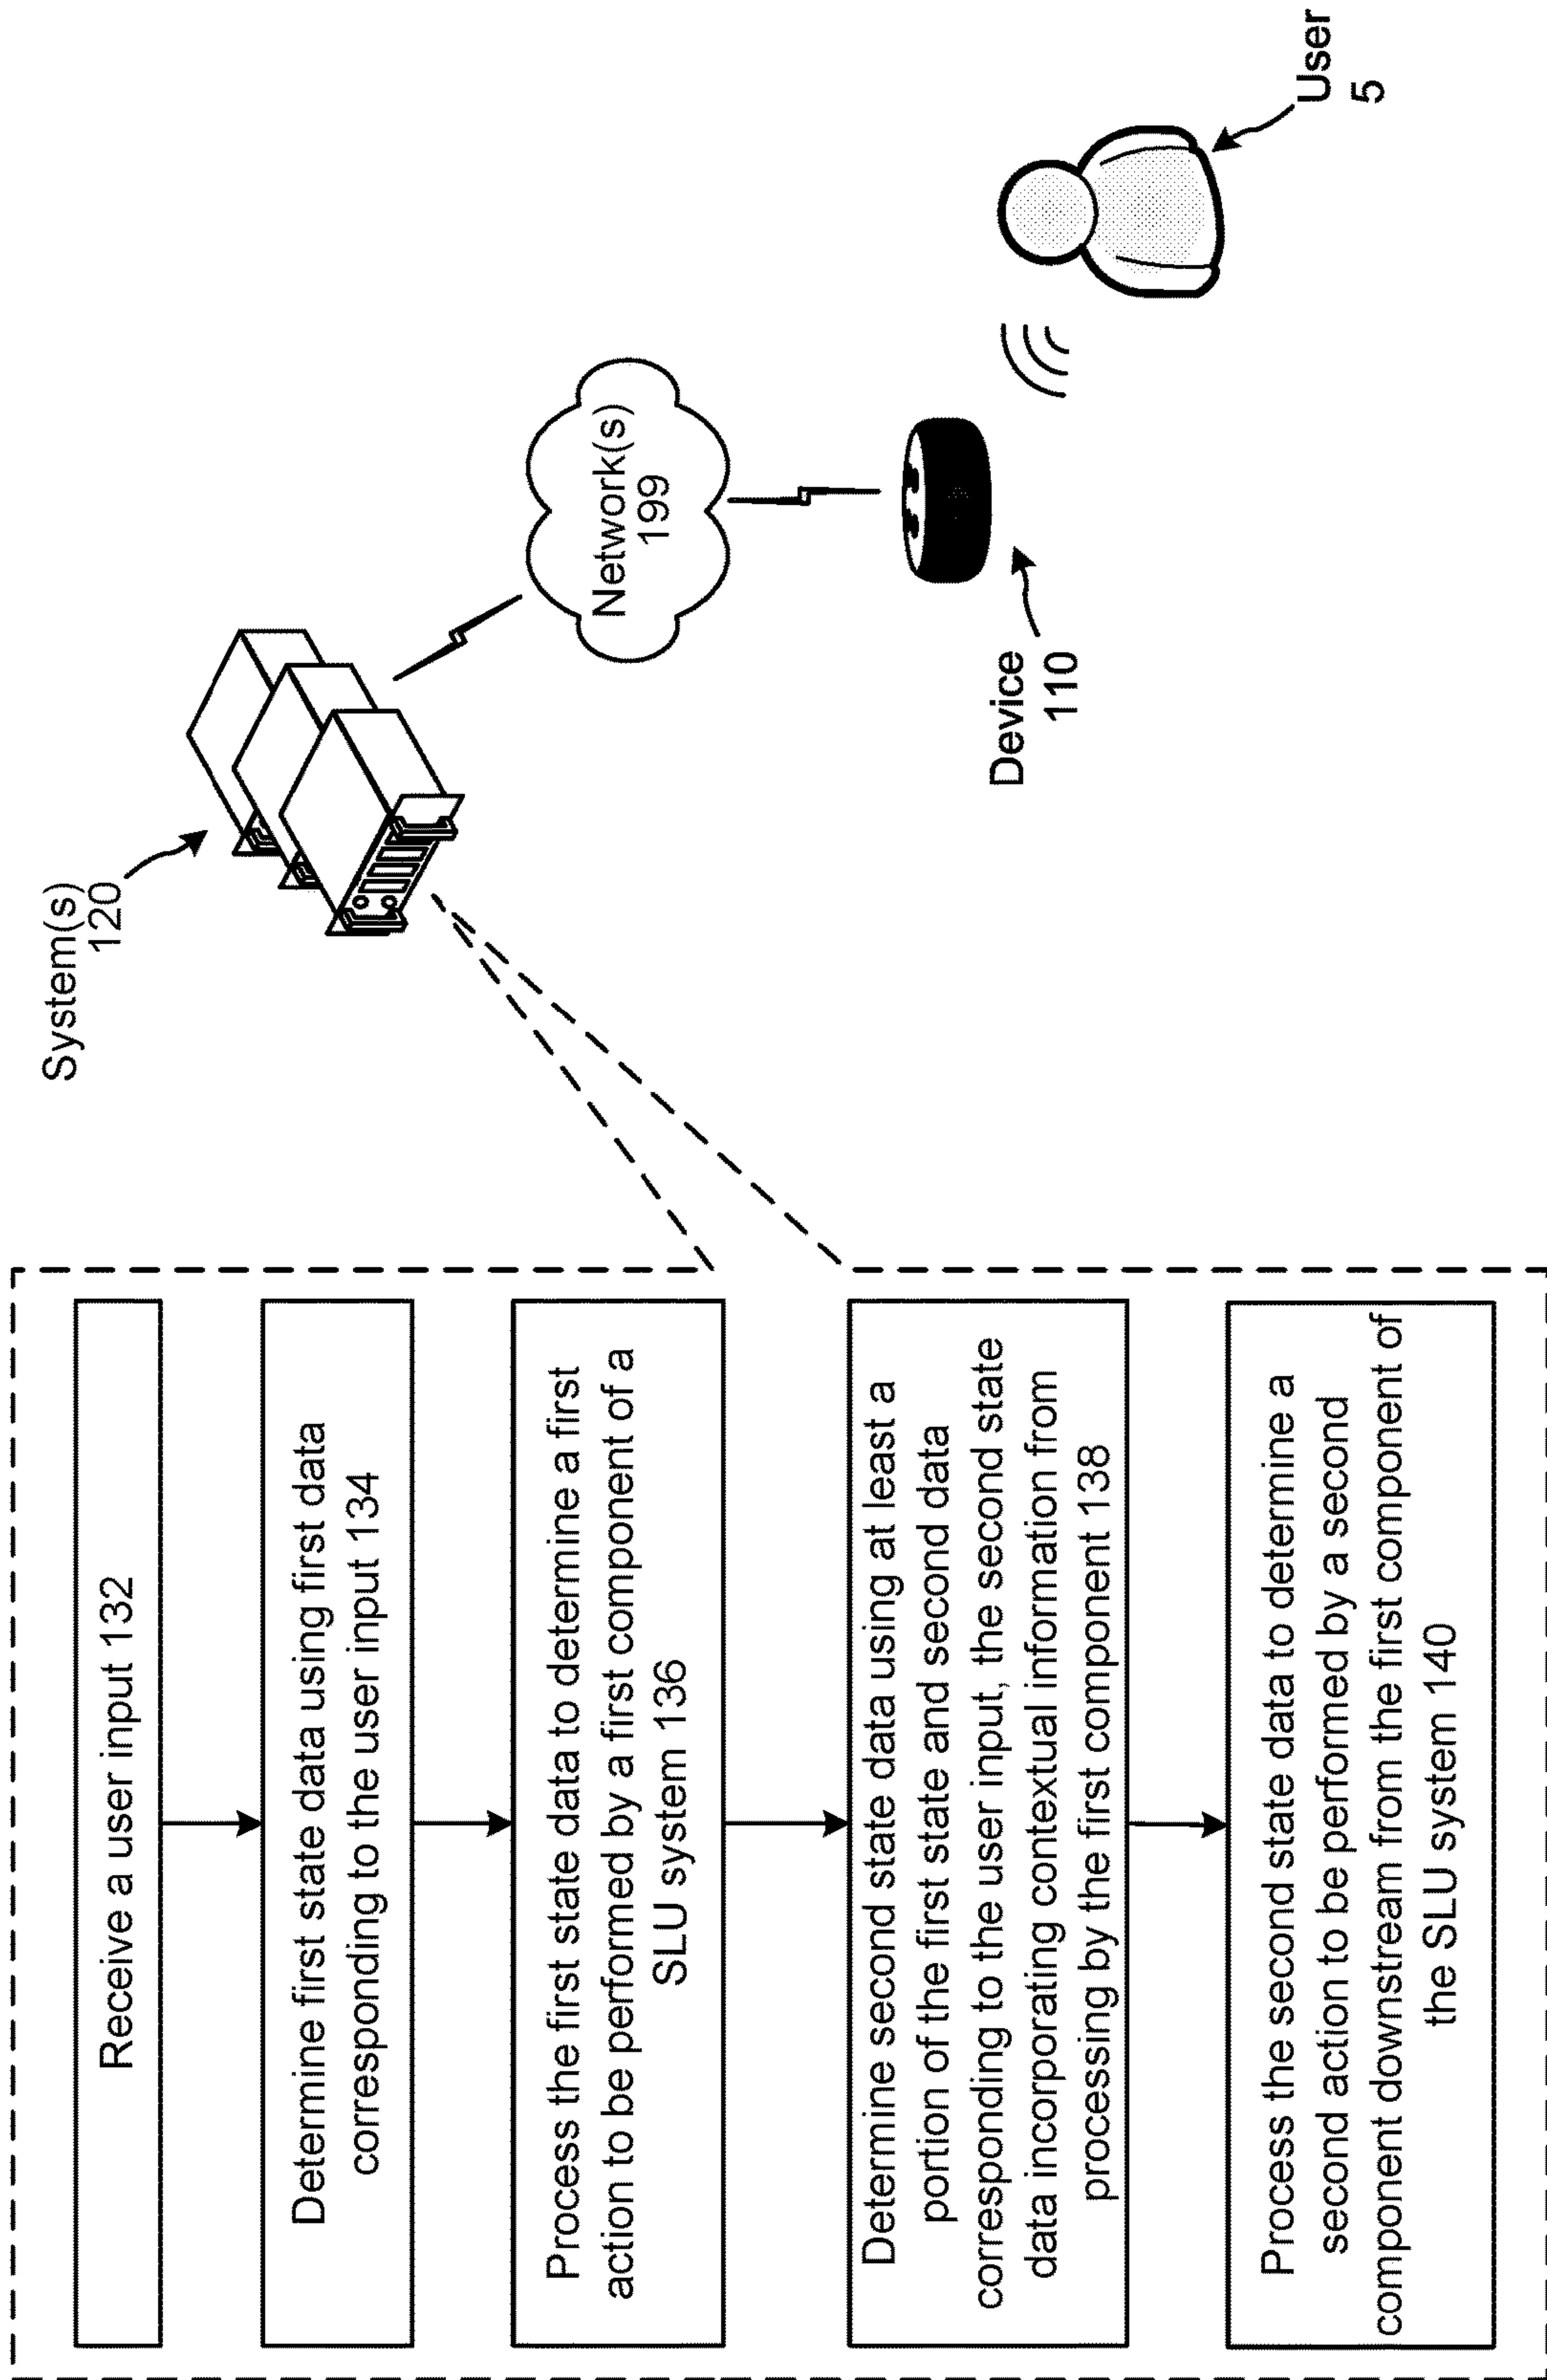 System(s)
120
Network(s)
199
Device
110
User
5
Receive a user input 132
Determine first state data using first data
corresponding to the user input 134
Process the first state data to determine a first
action to be performed by a first component of a
SLU system 136
Determine second state data using at least a
portion of the first state and second data
corresponding to the user input, the second state
data incorporating contextual information from
processing by the first component 138
Process the second state data to determine a
second action to be performed by a second
component downstream from the first component of
the SLU system 140